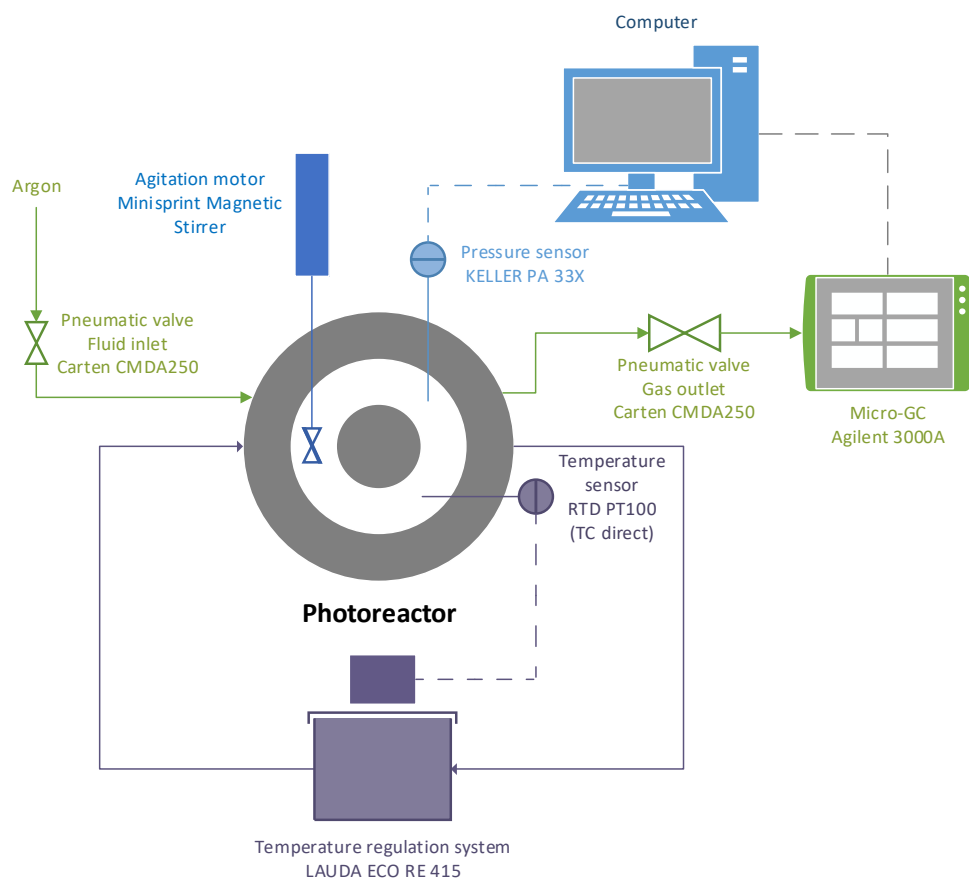 Computer
Argon
Agitation motor
Minisprint Magnetic
Stirrer
Pressure sensor
KELLER PA 33X
Pneumatic valve
Fluid inlet
Carten CMDA250
Pneumatic valve
Gas outlet
Carten CMDA250
Micro-GC
Agilent 3000A
Temperature
sensor
RTD PT100
(TC direct)
Photoreactor
Temperature regulation system
LAUDA ECO RE 415